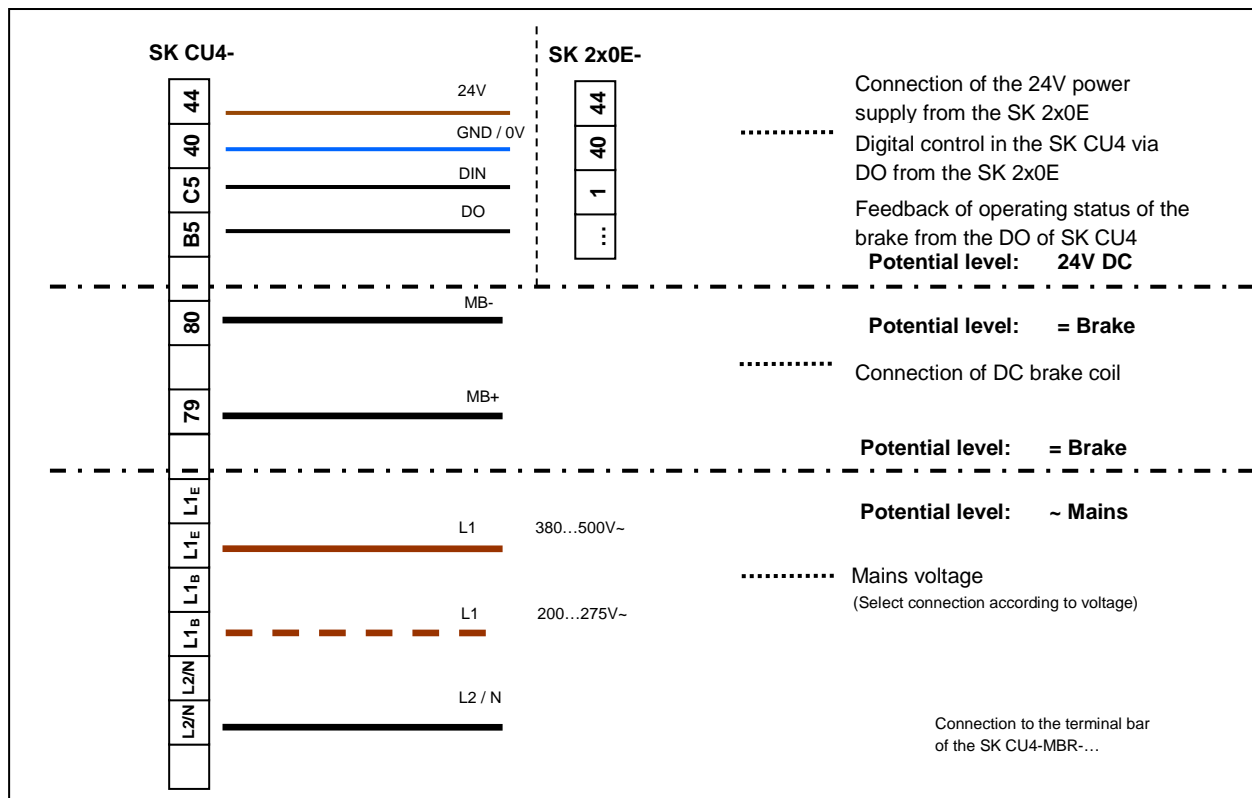 SK CU4-
SK 2x0E-
44
24V
44
Connection of the 24V power
supply from the SK 2x0E
40
GND / 0V
40
Digital control in the SK CU4 via
DO from the SK 2x0E
C5
DIN
1
B5
DO
...
Feedback of operating status of the
brake from the DO of SK CU4
Potential level: 24V DC
80
MB-
Potential level: = Brake
Connection of DC brake coil
79
MB+
Potential level: = Brake
L1E
Potential level: ~ Mains
L1E
L1 380…500V~
L1B
Mains voltage
(Select connection according to voltage)
L1B
L1 200…275V~
L2/N
L2/N
L2 / N
Connection to the terminal bar
of the SK CU4-MBR-…